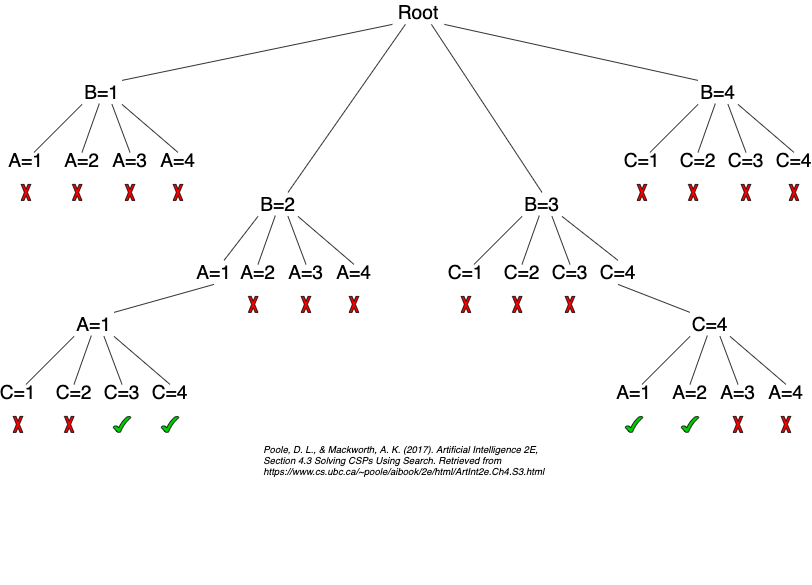 Root
B=1
B=4
A=1 A=2 A=3 A=4
C=1 C=2 C=3 C=4
X X X X
X X X X
B=2
B=3
A=1 A=2 A=3 A=4
C=1 C=2 C=3 C=4
X X X
X X X
A=1
C=4
C=1 C=2 C=3 C=4
A=1 A=2 A=3 A=4
X X ✓ ✓
✓ ✓ X X
Poole, D. L., & Mackworth, A. K. (2017). Artificial Intelligence 2E,
Section 4.3 Solving CSPs Using Search. Retrieved from
https://www.cs.ubc.ca/~poole/aibook/2e/html/ArtInt2e.Ch4.S3.html